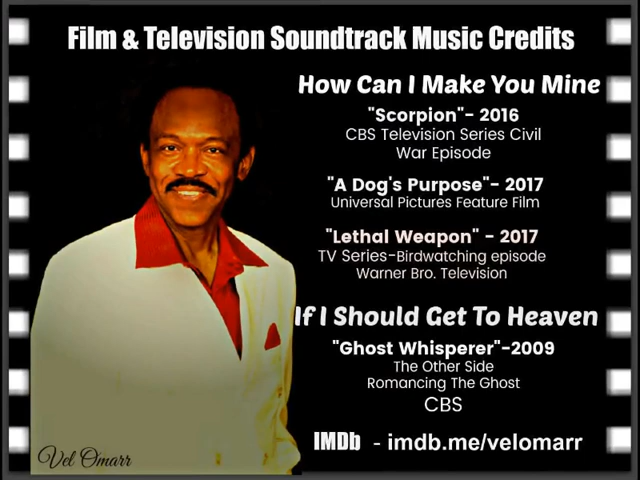 Film & Television Soundtrack Music Credits
How Can I Make You Mine
"Scorpion"- 2016
CBS Television Series Civil
War Episode
"A Dog's Purpose"- 2017
Universal Pictures Feature Film
"Lethal Weapon" - 2017
TV Series-Birdwatching episode
Warner Bro. Television
If I Should Get To Heaven
"Ghost Whisperer"-2009
The Other Side
Romancing The Ghost
CBS
IMDb - imdb.me/velomarr
Vel Omarr